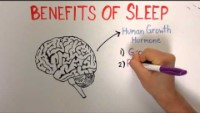 BENEFITS OF SLEEP
Human Growth
Hormone
1) G
2)